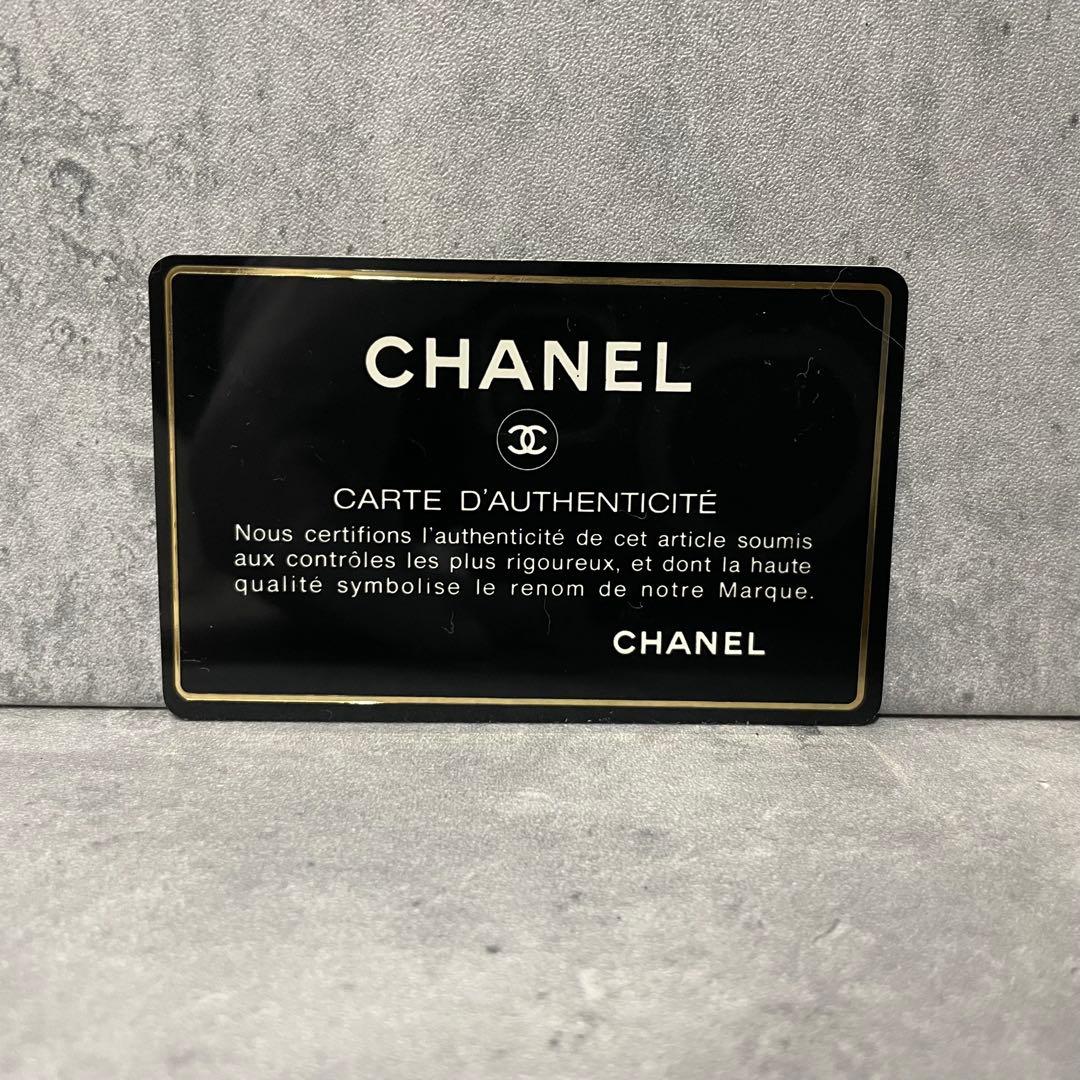 CHANEL
CARTE D'AUTHENTICITÉ
Nous certifions l'authenticité de cet article soumis
aux contrôles les plus rigoureux, et dont la haute
qualité symbolise le renom de notre Marque.
CHANEL